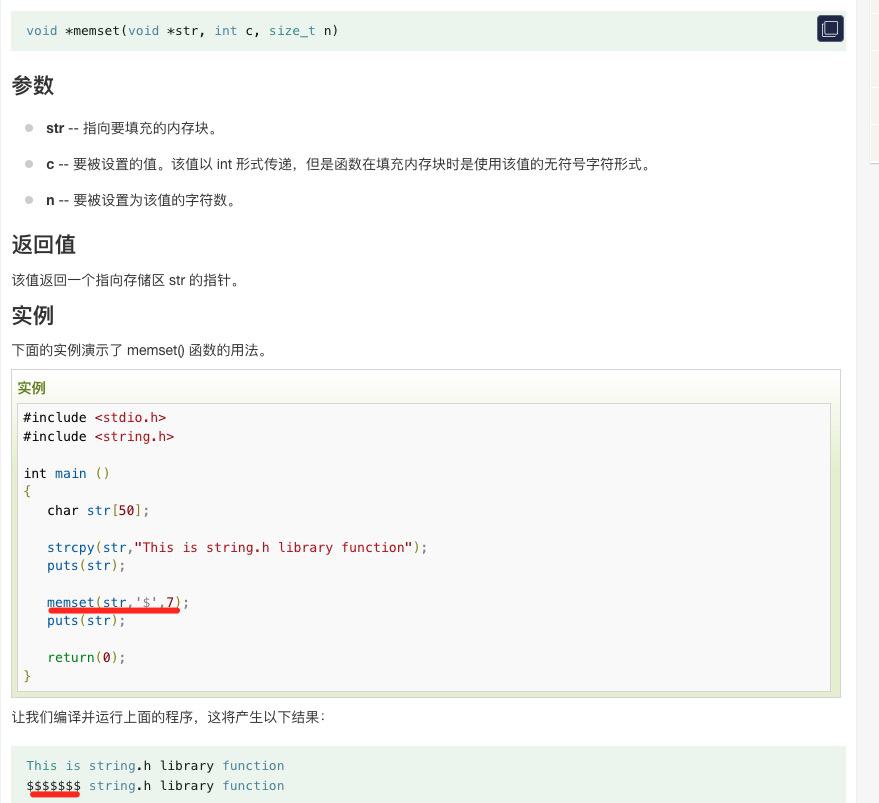 void *memset(void *str, int c, size_t n)
参数
str -- 指向要填充的内存块。
c -- 要被设置的值。该值以 int 形式传递，但是函数在填充内存块时是使用该值的无符号字符形式。
n -- 要被设置为该值的字符数。
返回值
该值返回一个指向存储区 str 的指针。
实例
下面的实例演示了 memset() 函数的用法。
实例
#include <stdio.h>
#include <string.h>
int main ()
{
char str[50];
strcpy(str,"This is string.h library function");
puts(str);
memset(str,'$',7);
puts(str);
return(0);
}
让我们编译并运行上面的程序，这将产生以下结果：
This is string.h library function
$$$$$$$ string.h library function